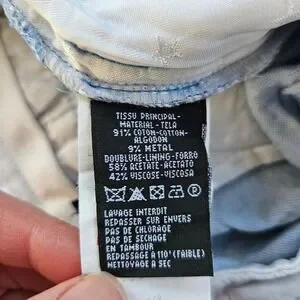 TISSU PRINCIPAL-
MATERIAL-TELA
91% COTON-COTTON-
ALGODON
9% METAL
DOUBLURE-LINING-FORRO
58% ACETATE-ACETATO
42% VISCOSE-VISCOSA
P
LAVAGE INTERDIT
REPASSER SUR ENVERS
PAS DE CHLORAGE
PAS DE SECHAGE
EN TAMBOUR
REPASSAGE A 110°(FAIBLE)
NETTOYAGE A SEC